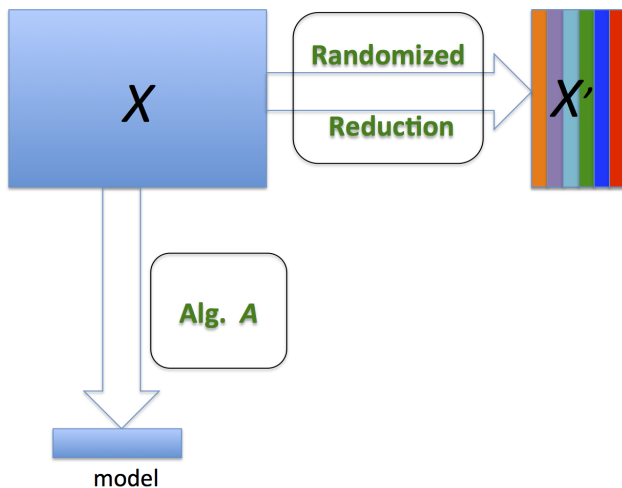 Randomized
X
X'
Reduction
Alg. A
model